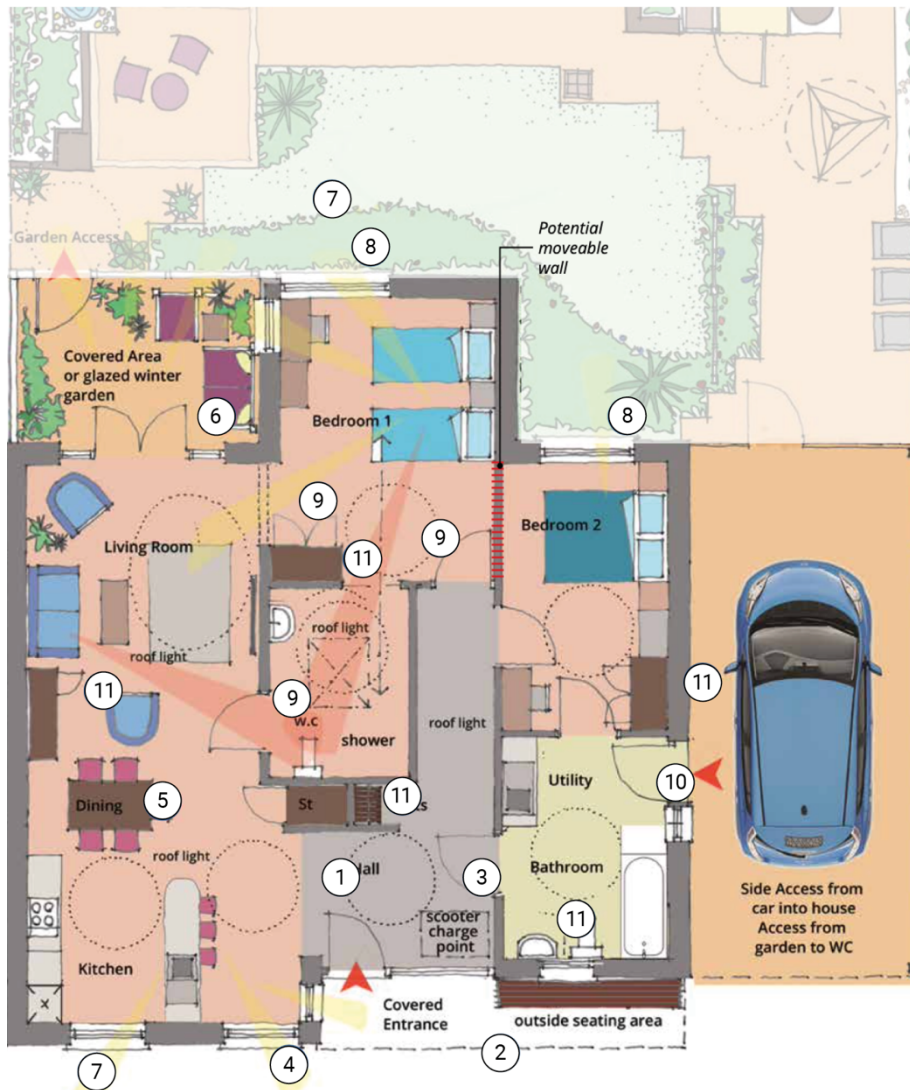 7
Potential
moveable
wall
8
Garden Access
Covered Area
or glazed winter
garden
6
Bedroom 1
8
9
Living Room
9
Bedroom 2
11
roof light
roof light
11
9
11
w.c
shower
roof light
Dining
5
St
11
Utility
10
roof light
1
3
Bathroom
Side Access from
car into house
Access from
garden to WC
scooter
charge
point
11
Kitchen
X
Covered
Entrance
outside seating area
7
4
2